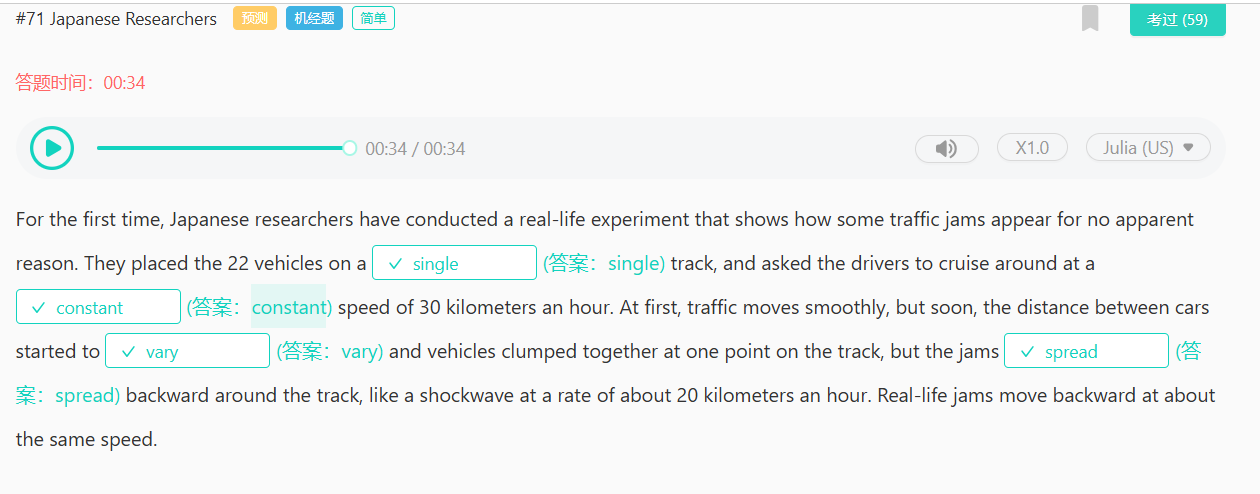 #71 Japanese Researchers 预测 机经题 简单 考过 (59)
答题时间：00:34
00:34 / 00:34 X1.0 Julia (US)
For the first time, Japanese researchers have conducted a real-life experiment that shows how some traffic jams appear for no apparent
reason. They placed the 22 vehicles on a single (答案：single) track, and asked the drivers to cruise around at a
constant (答案：constant) speed of 30 kilometers an hour. At first, traffic moves smoothly, but soon, the distance between cars
started to vary (答案：vary) and vehicles clumped together at one point on the track, but the jams spread (答
案：spread) backward around the track, like a shockwave at a rate of about 20 kilometers an hour. Real-life jams move backward at about
the same speed.